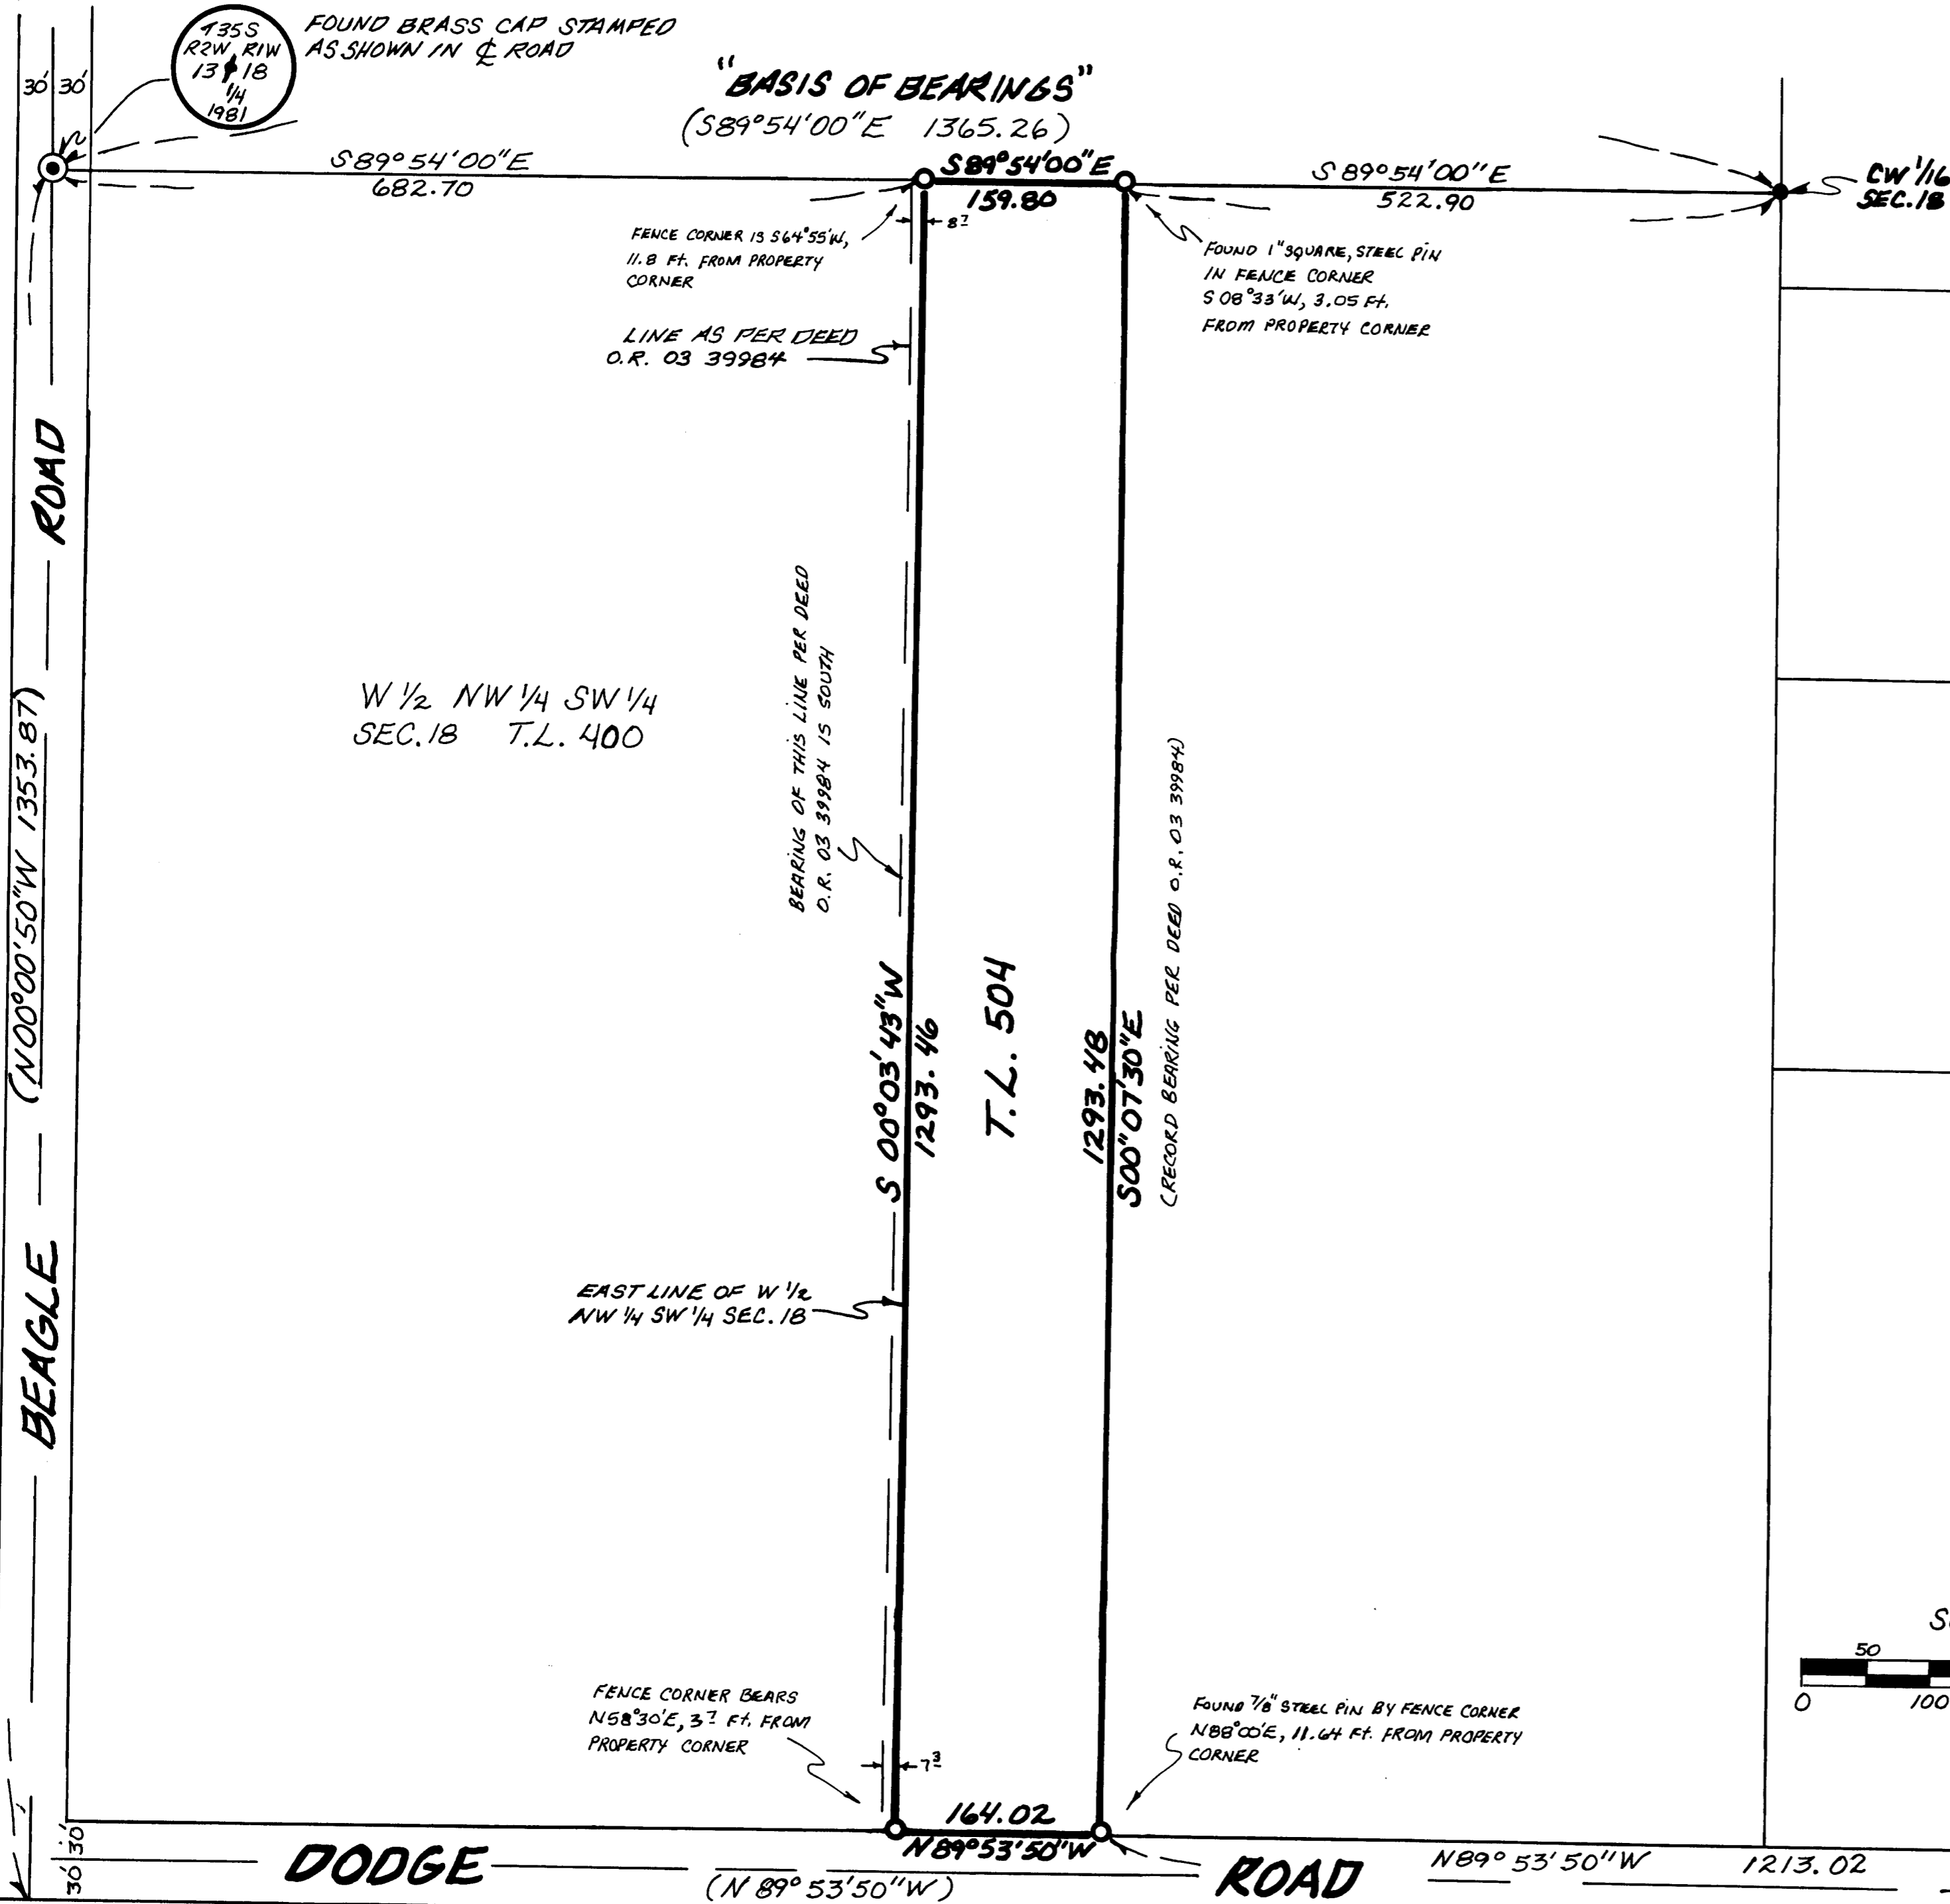 T35S
R2W R1W
13 18
1/4
1981
FOUND BRASS CAP STAMPED
AS SHOWN IN ℄ ROAD
30' 30'
"BASIS OF BEARINGS"
(S89°54'00"E 1365.26)
S89°54'00"E
682.70
S89°54'00"E
159.80
S89°54'00"E
522.90
CW 1/16
SEC.18
8⁷
FENCE CORNER IS S64°55'W,
11.8 Ft. FROM PROPERTY
CORNER
FOUND 1" SQUARE, STEEL PIN
IN FENCE CORNER
S08°33'W, 3.05 Ft.
FROM PROPERTY CORNER
LINE AS PER DEED
O.R. 03 39984
BEAGLE ROAD
(N00°00'50"W 1353.87)
W 1/2 NW 1/4 SW 1/4
SEC.18 T.L. 400
BEARING OF THIS LINE PER DEED
O.R. 03 39984 IS SOUTH
S 00°03'43"W
1293.46
T.L. 504
1293.48
S00"07'30"E
(RECORD BEARING PER DEED O.R. 03 39984)
EAST LINE OF W 1/2
NW 1/4 SW 1/4 SEC.18
50
0 100
FENCE CORNER BEARS
N58°30'E, 3⁷ Ft. FROM
PROPERTY CORNER
FOUND 7/8" STEEL PIN BY FENCE CORNER
N88°00'E, 11.64 Ft. FROM PROPERTY
CORNER
7³
164.02
N89°53'50"W
30' 30'
DODGE ROAD
(N 89° 53'50"W)
N89° 53'50"W 1213.02